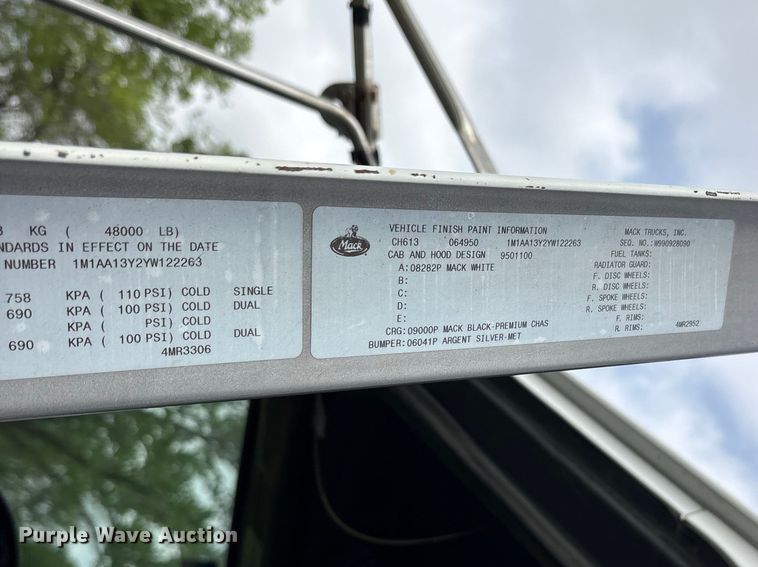 KG ( 48000 LB)
IN EFFECT ON THE DATE
NUMBER 1M1AA13Y2YW122263
758 KPA ( 110 PSI) COLD SINGLE
690 KPA ( 100 PSI) COLD DUAL
KPA ( PSI) COLD
690 KPA ( 100 PSI) COLD DUAL
4MR3306
Mack
VEHICLE FINISH PAINT INFORMATION
CH613 064950 1M1AA13Y2YW122263
CAB AND HOOD DESIGN 9501100
A: 08282P MACK WHITE
B:
C:
D:
E:
CRG: 09000P MACK BLACK-PREMIUM CHAS
BUMPER: 06041P ARGENT SILVER-MET
MACK TRUCKS, INC.
SEQ. NO.: W990928090
FUEL TANKS:
RADIATOR GUARD:
F. DISC WHEELS:
R. DISC WHEELS:
F. SPOKE WHEELS:
R. SPOKE WHEELS:
F. RIMS:
R. RIMS:
4MR2952
Purple Wave Auction